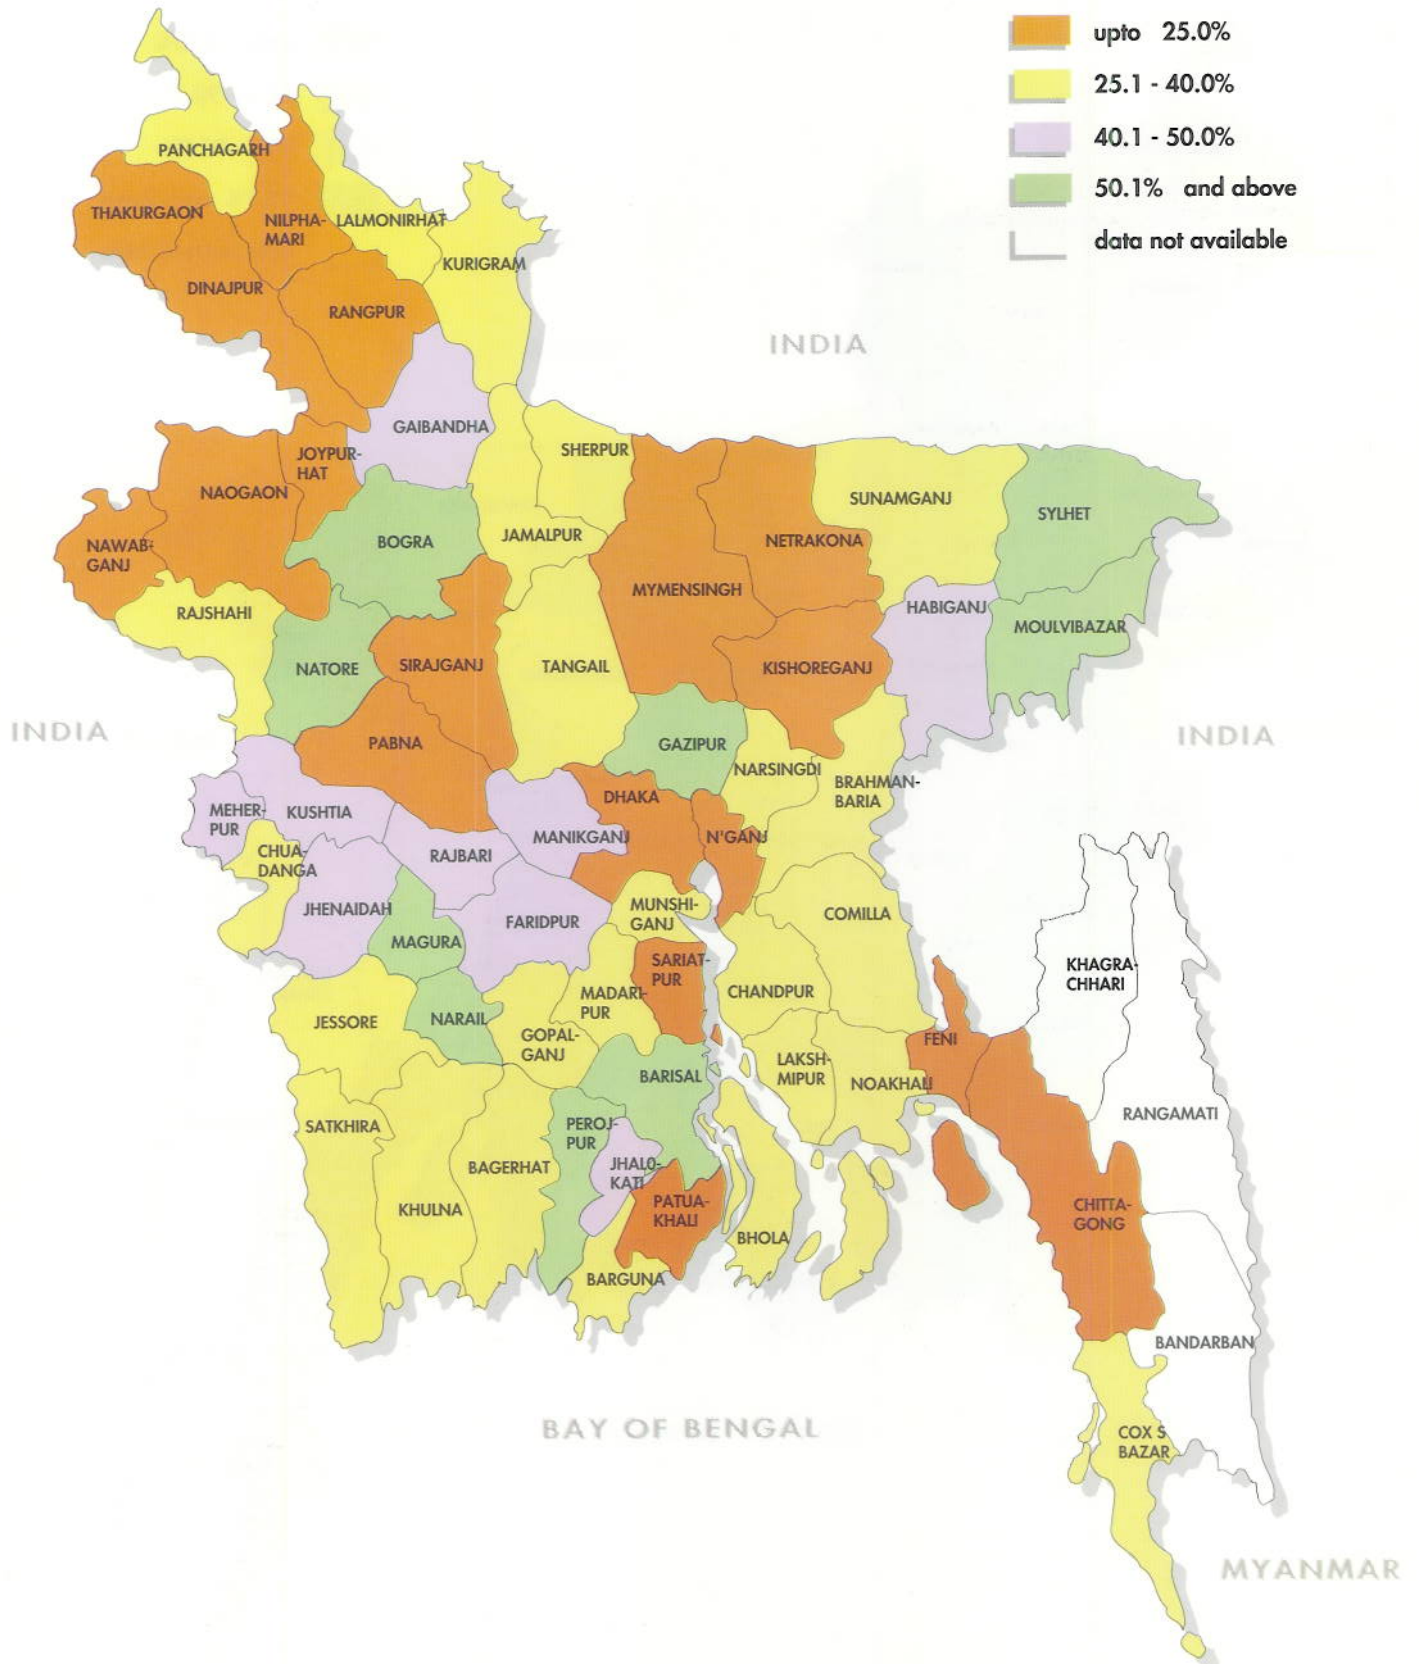 upto 25.0%
25.1 - 40.0%
40.1 - 50.0%
50.1% and above
data not available
PANCHAGARH
THAKURGAON
NILPHA-
MARI
LALMONIRHAT
KURIGRAM
DINAJPUR
RANGPUR
INDIA
GAIBANDHA
JOYPUR-
HAT
SHERPUR
NAOGAON
SUNAMGANJ
SYLHET
NAWAB-
GANJ
BOGRA
JAMALPUR
NETRAKONA
MYMENSINGH
RAJSHAHI
HABIGANJ
MOULVIBAZAR
NATORE
SIRAJGANJ
TANGAIL
KISHOREGANJ
INDIA
PABNA
GAZIPUR
INDIA
NARSINGDI
BRAHMAN-
BARIA
DHAKA
MEHER-
PUR
KUSHTIA
MANIKGANJ
N'GANJ
CHUA-
DANGA
RAJBARI
JHENAIDAH
FARIDPUR
MUNSHI-
GANJ
COMILLA
MAGURA
SARIAT-
PUR
KHAGRA-
CHHARI
MADARI-
PUR
CHANDPUR
JESSORE
NARAIL
GOPAL-
GANJ
FENI
BARISAL
LAKSH-
MIPUR
NOAKHALI
SATKHIRA
PEROJ-
PUR
RANGAMATI
BAGERHAT
JHALO-
KATI
KHULNA
PATUA-
KHALI
CHITTA-
GONG
BHOLA
BARGUNA
BANDARBAN
BAY OF BENGAL
COX S
BAZAR
MYANMAR